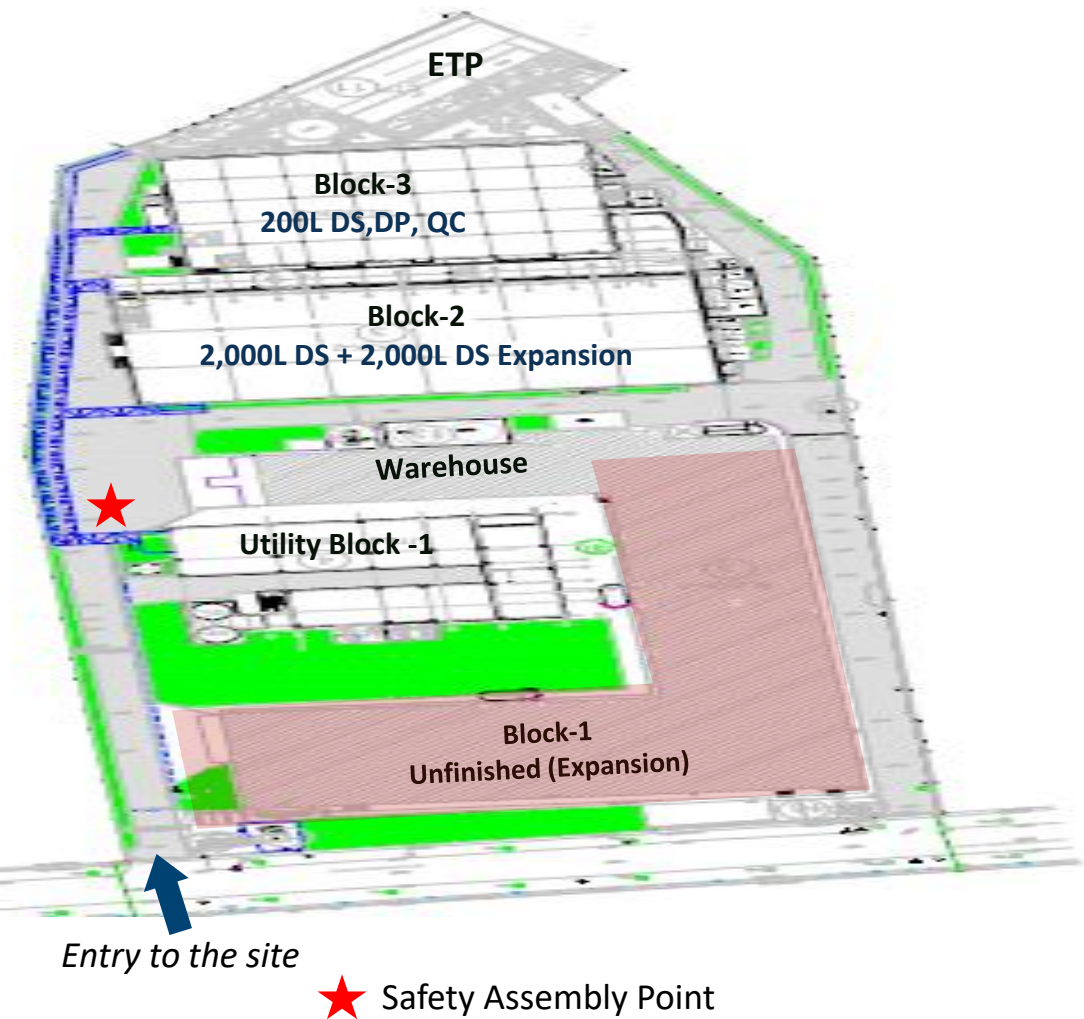 ETP
Block-3
200L DS,DP, QC
Block-2
2,000L DS + 2,000L DS Expansion
Warehouse
Utility Block -1
Block-1
Unfinished (Expansion)
Entry to the site
Safety Assembly Point